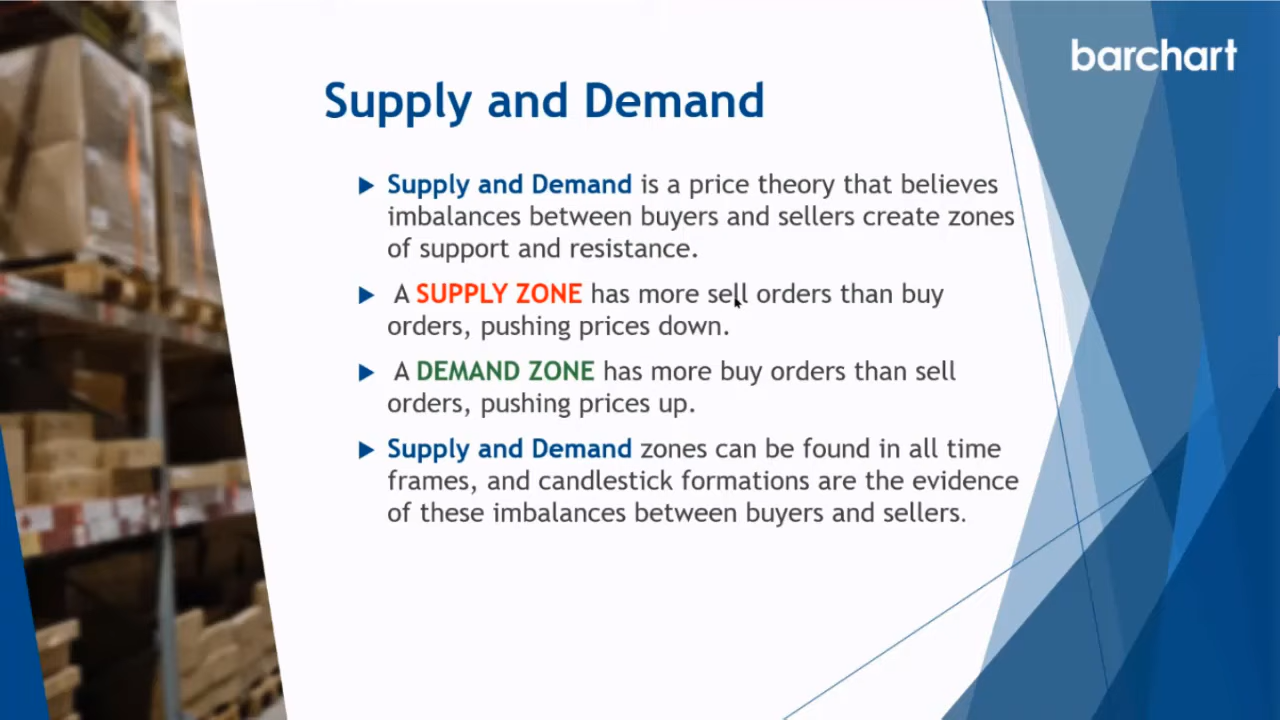 barchart
Supply and Demand
Supply and Demand is a price theory that believes
imbalances between buyers and sellers create zones
of support and resistance.
A SUPPLY ZONE has more sell orders than buy
orders, pushing prices down.
A DEMAND ZONE has more buy orders than sell
orders, pushing prices up.
Supply and Demand zones can be found in all time
frames, and candlestick formations are the evidence
of these imbalances between buyers and sellers.